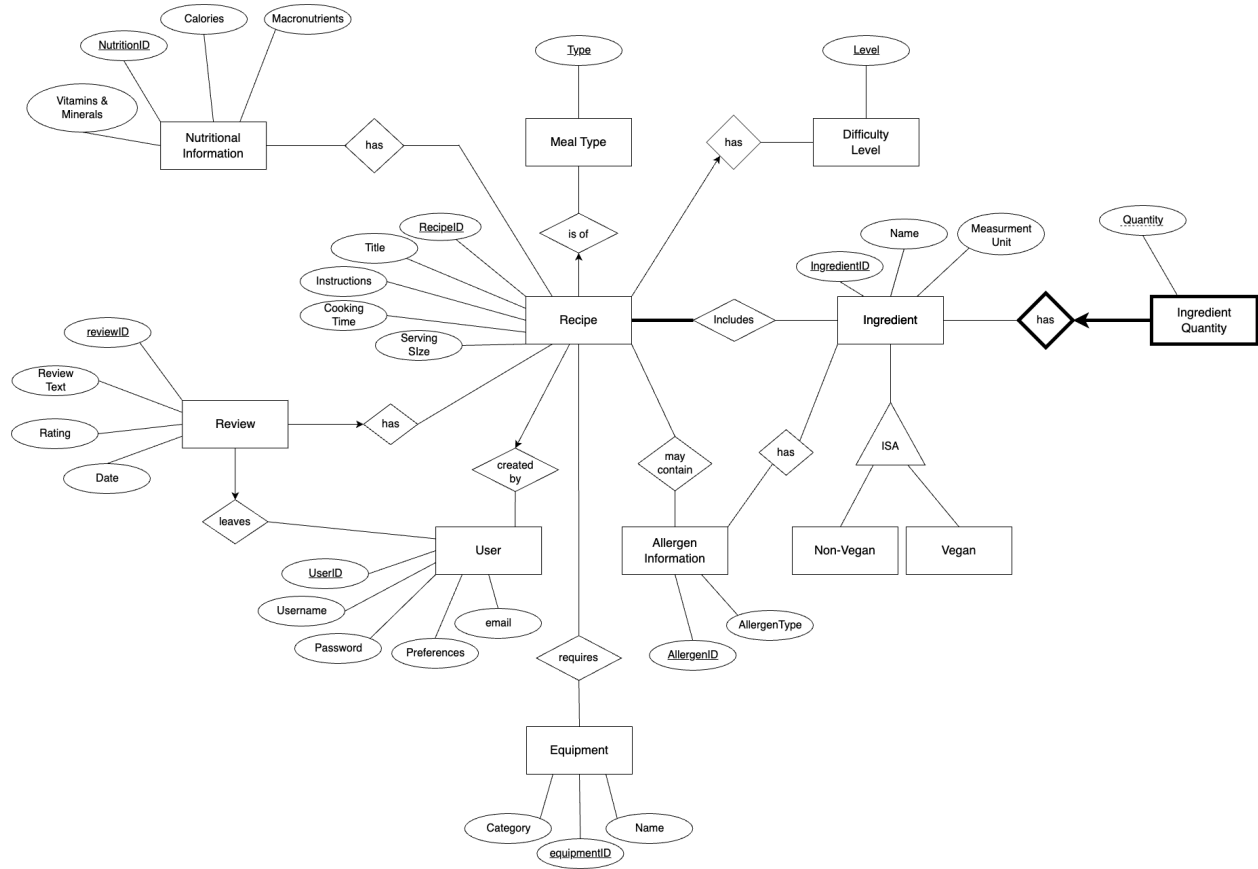 Calories
Macronutrients
NutritionID
Type
Level
Vitamins &
Minerals
Nutritional
Information
has
Meal Type
has
Difficulty
Level
RecipeID
is of
Name
Measurment
Unit
Quantity
Title
IngredientID
Instructions
Cooking
Time
Recipe
Includes
Ingredient
has
Ingredient
Quantity
Serving
SIze
reviewID
Review
Text
Review
has
Rating
Date
created
by
may
contain
has
ISA
leaves
User
Allergen
Information
Non-Vegan
Vegan
UserID
Username
email
Password
Preferences
AllergenType
AllergenID
requires
Equipment
Category
Name
equipmentID